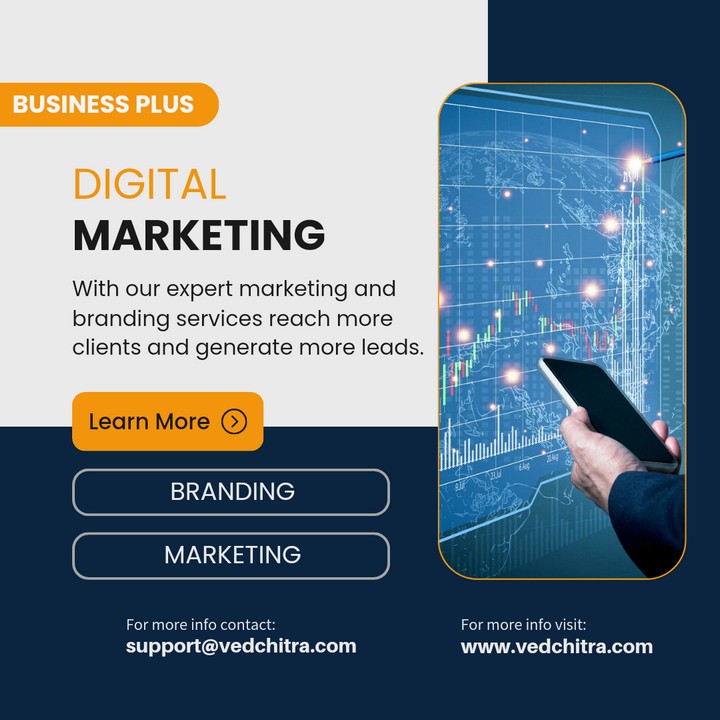 BUSINESS PLUS
DIGITAL
MARKETING
With our expert marketing and
branding services reach more
clients and generate more leads.
Learn More
BRANDING
MARKETING
For more info contact:
support@vedchitra.com
For more info visit:
www.vedchitra.com